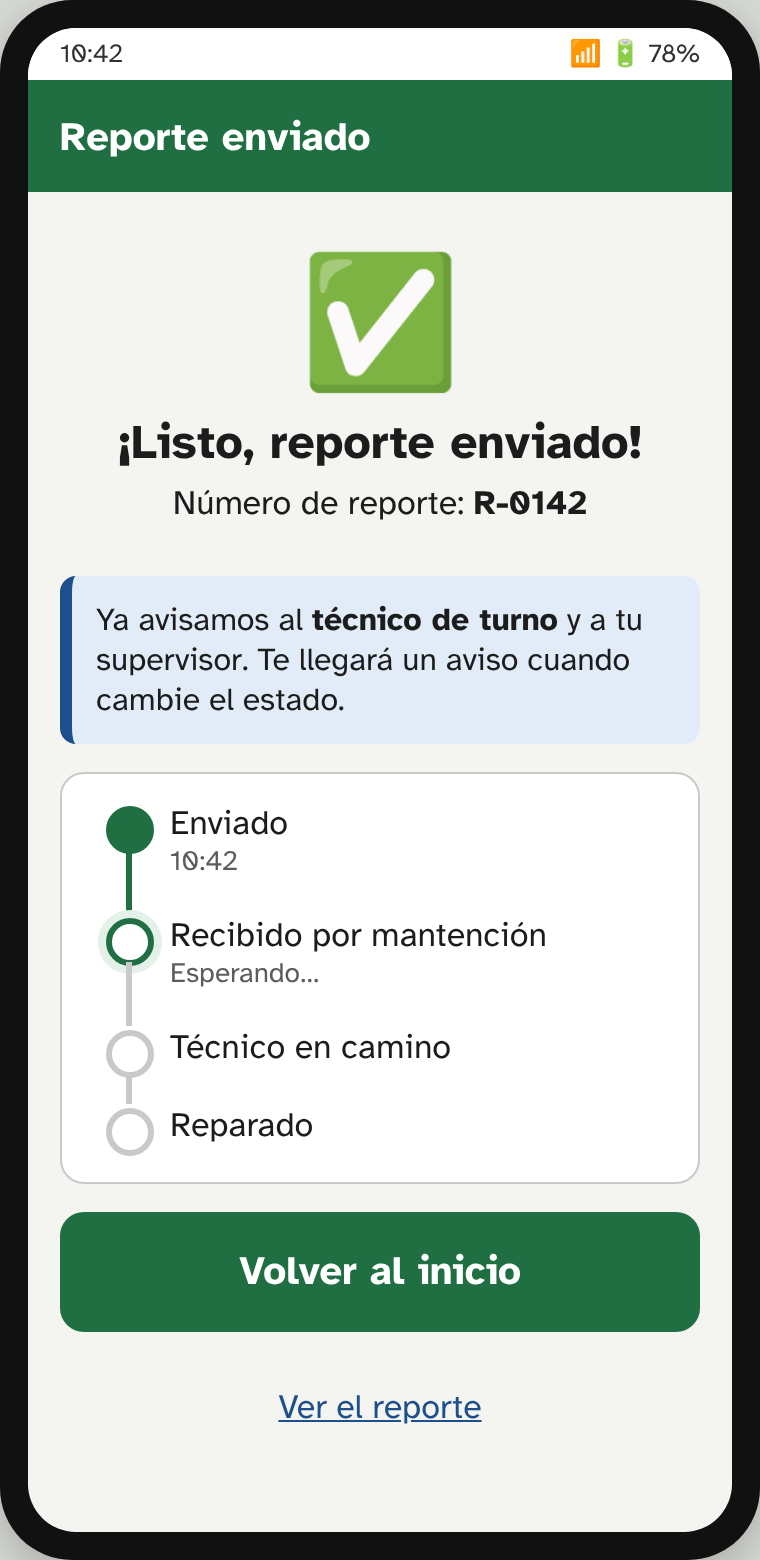 10:42
78%
Reporte enviado
¡Listo, reporte enviado!
Número de reporte: R-0142
Ya avisamos al técnico de turno y a tu
supervisor. Te llegará un aviso cuando
cambie el estado.
Enviado
10:42
Recibido por mantención
Esperando...
Técnico en camino
Reparado
Volver al inicio
Ver el reporte